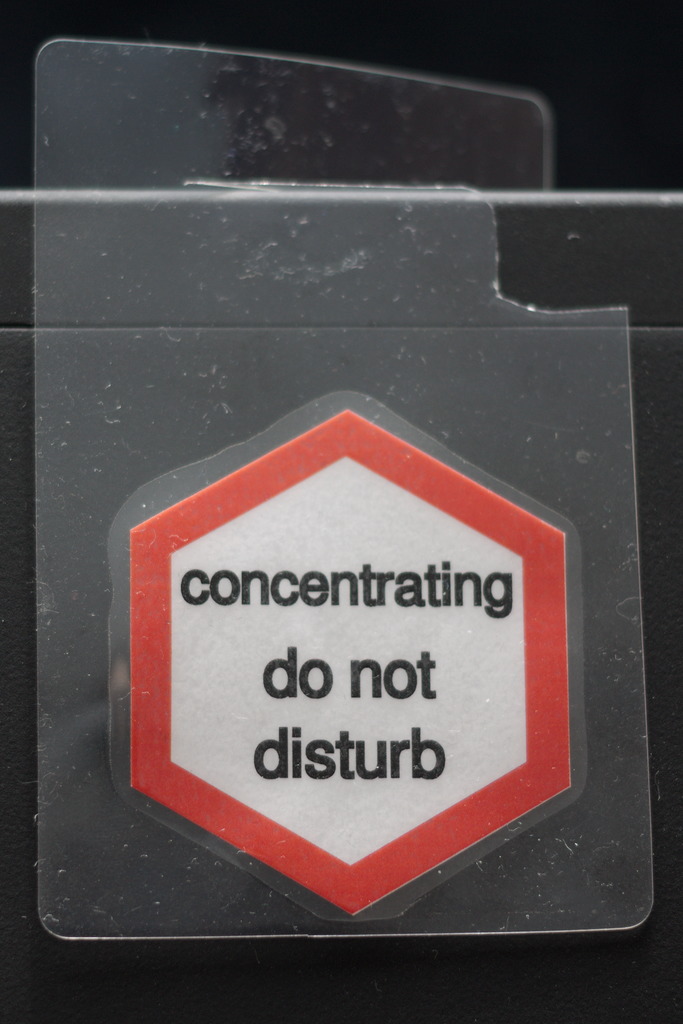 concentrating
do not
disturb